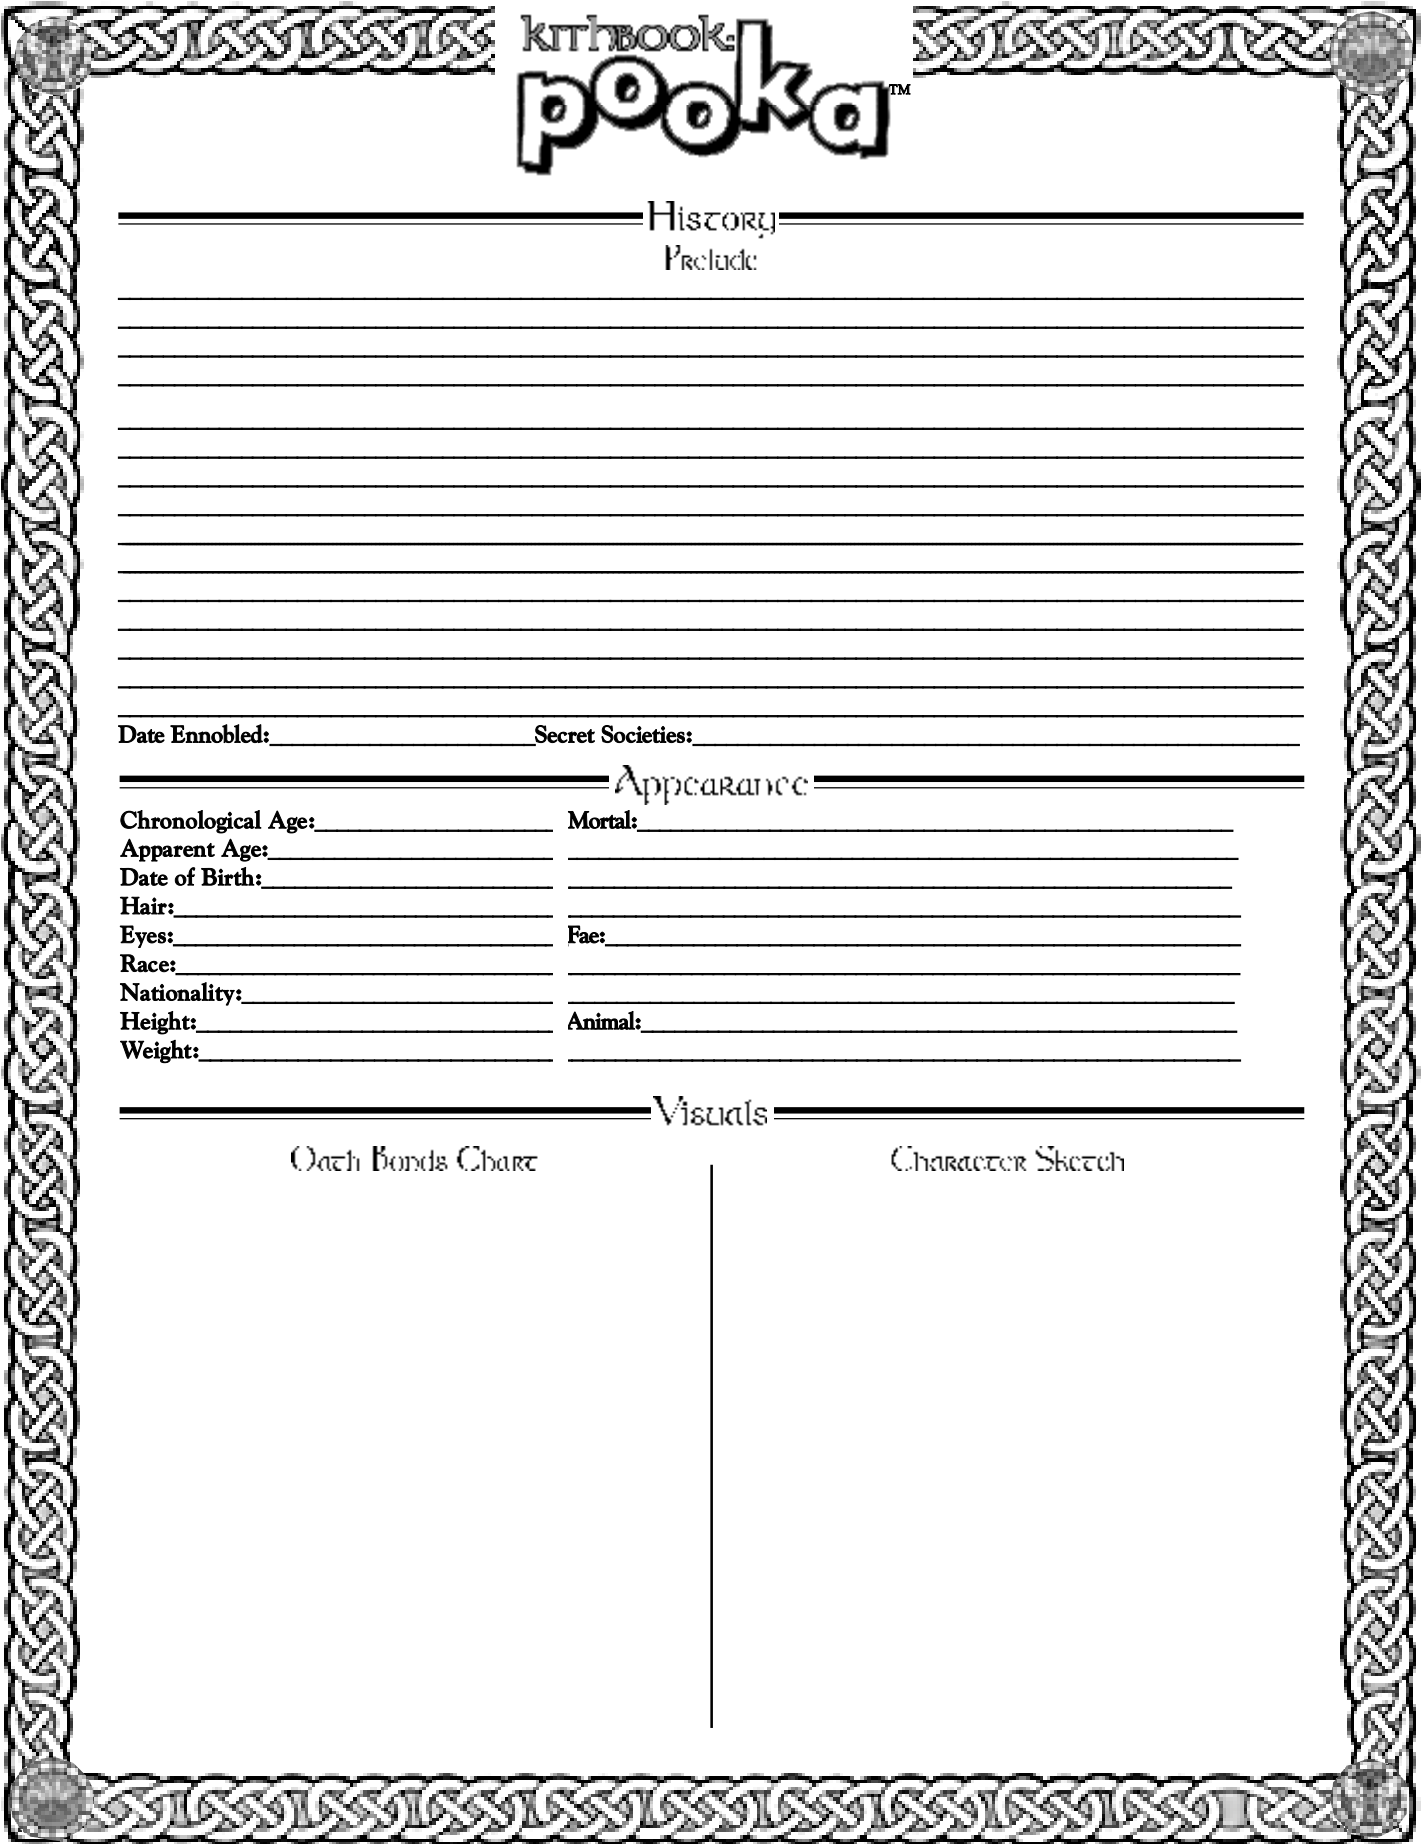 kithbook:
pooka™
History
Prelude
Date Ennobled: Secret Societies:
Appearance
Chronological Age: Mortal:
Apparent Age:
Date of Birth:
Hair:
Eyes: Fae:
Race:
Nationality:
Height: Animal:
Weight:
Visuals
Oath Bonds Chart Character Sketch